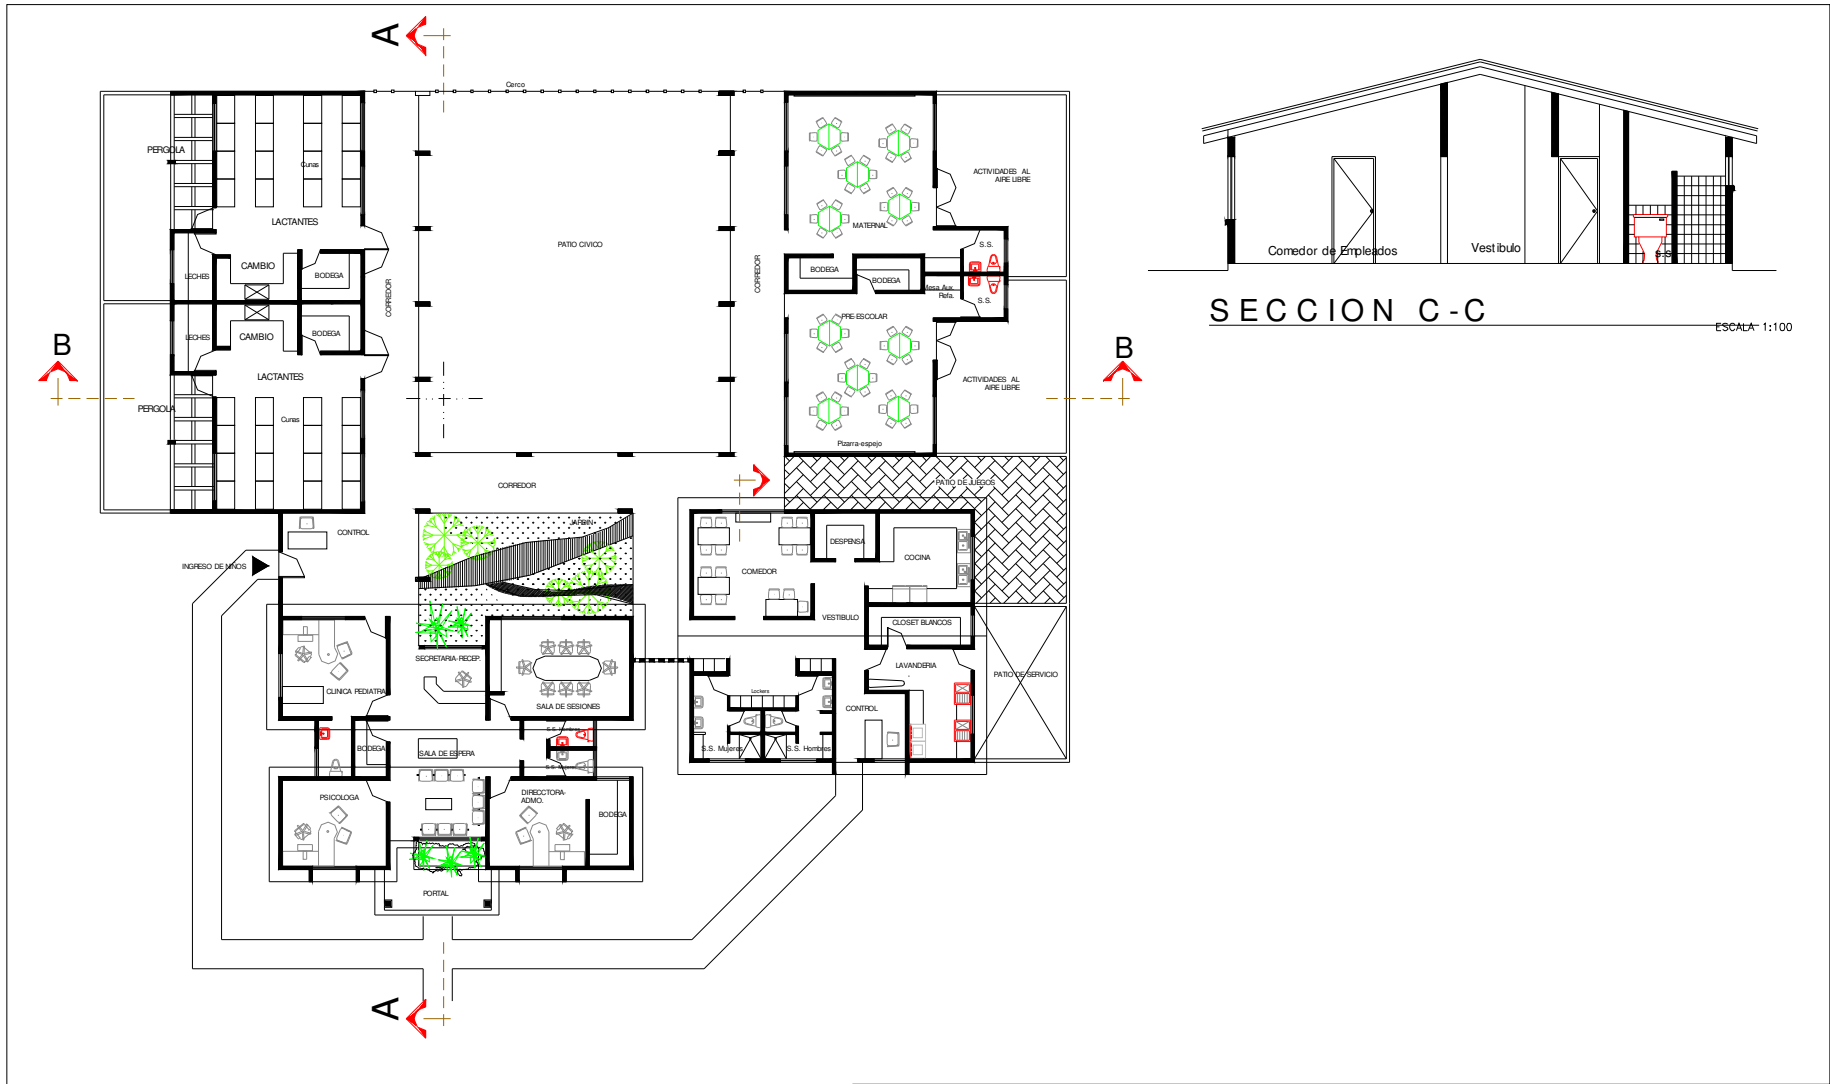 A
Cerco
PERGOLA
Cunas
LACTANTES
LECHES
CAMBIO
BODEGA
CORREDOR
LECHES
CAMBIO
BODEGA
LACTANTES
PERGOLA
Cunas
PATIO CIVICO
CORREDOR
MATERNAL
ACTIVIDADES AL
AIRE LIBRE
S.S.
BODEGA
BODEGA
Mesa Aux.
Refa.
S.S.
PRE-ESCOLAR
ACTIVIDADES AL
AIRE LIBRE
Pizarra-espejo
B
B
CORREDOR
PATIO DE JUEGOS
CONTROL
JARDIN
INGRESO DE NIÑOS
COMEDOR
DESPENSA
COCINA
VESTIBULO
CLOSET BLANCOS
SECRETARIA-RECEP.
CLINICA PEDIATRA
SALA DE SESIONES
LAVANDERIA
PATIO DE SERVICIO
Lockers
CONTROL
S.S. Mujeres
S.S. Hombres
S.S. Hombres
S.S. Mujeres
BODEGA
SALA DE ESPERA
PSICOLOGA
DIRECCTORA-
ADMO.
BODEGA
PORTAL
A
Comedor de Empleados
Vestibulo
S.S.
SECCION C-C
ESCALA 1:100